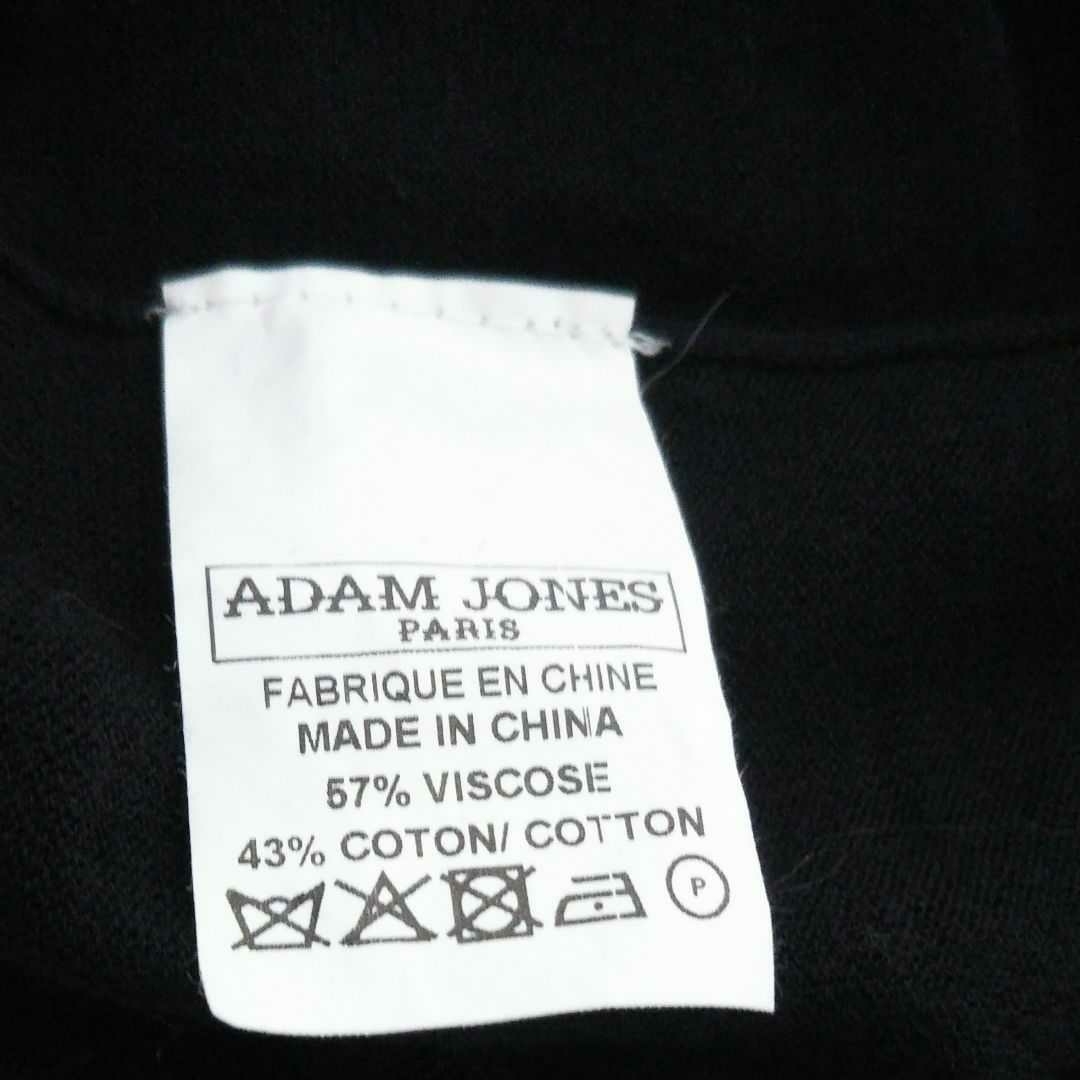 ADAM JONES
PARIS
FABRIQUE EN CHINE
MADE IN CHINA
57% VISCOSE
43% COTON/ COTTON
P